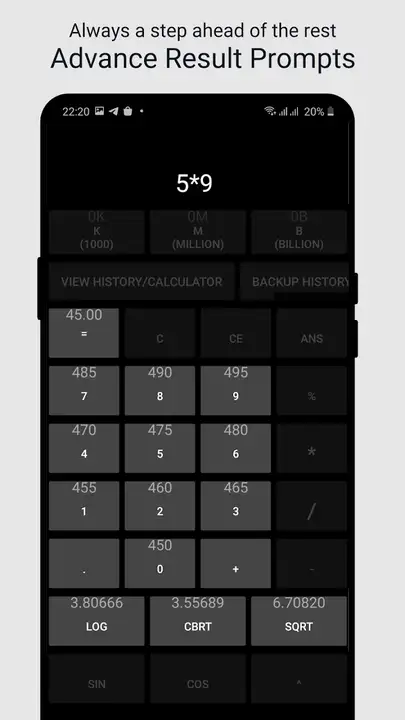 Always a step ahead of the rest
Advance Result Prompts
22:20 20%
5*9
0K 0M 0B
K M B
(1000) (MILLION) (BILLION)
VIEW HISTORY/CALCULATOR BACKUP HISTORY
45.00
= C CE ANS
485 490 495
7 8 9 %
470 475 480
4 5 6 *
455 460 465
1 2 3 /
450
. 0 + -
3.80666 3.55689 6.70820
LOG CBRT SQRT
SIN COS ^